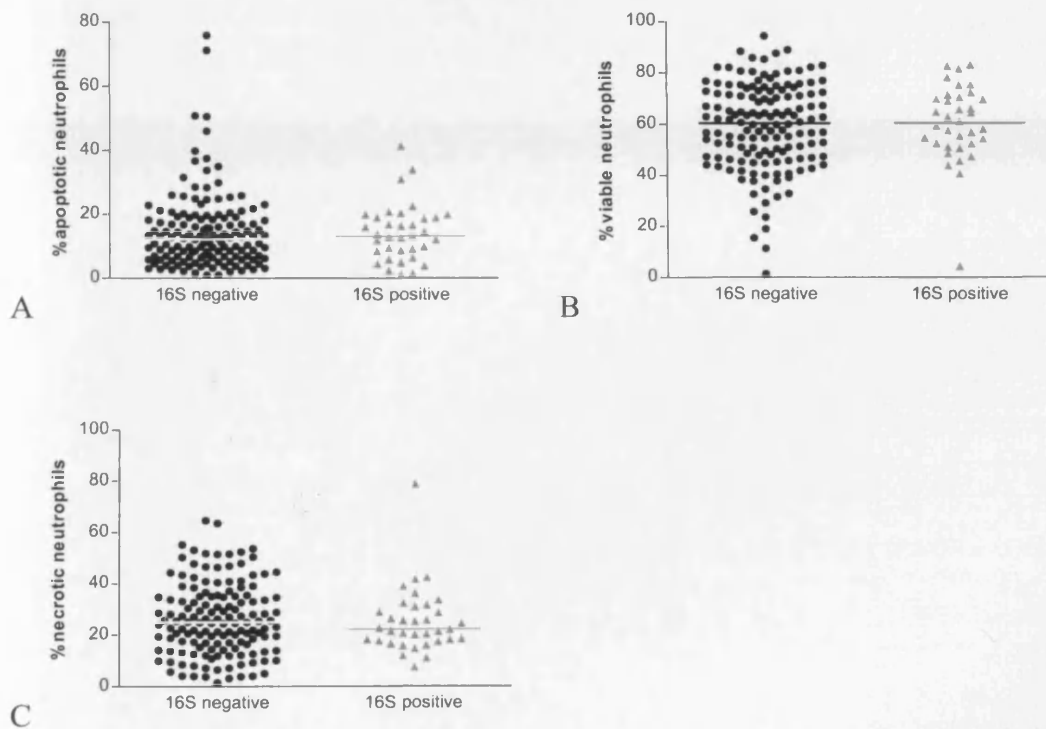 %apoptotic neutrophils
80
60
40
20
0
16S negative 16S positive
A
%viable neutrophils
100
80
60
40
20
0
16S negative 16S positive
B
%necrotic neutrophils
100
80
60
40
20
0
16S negative 16S positive
C